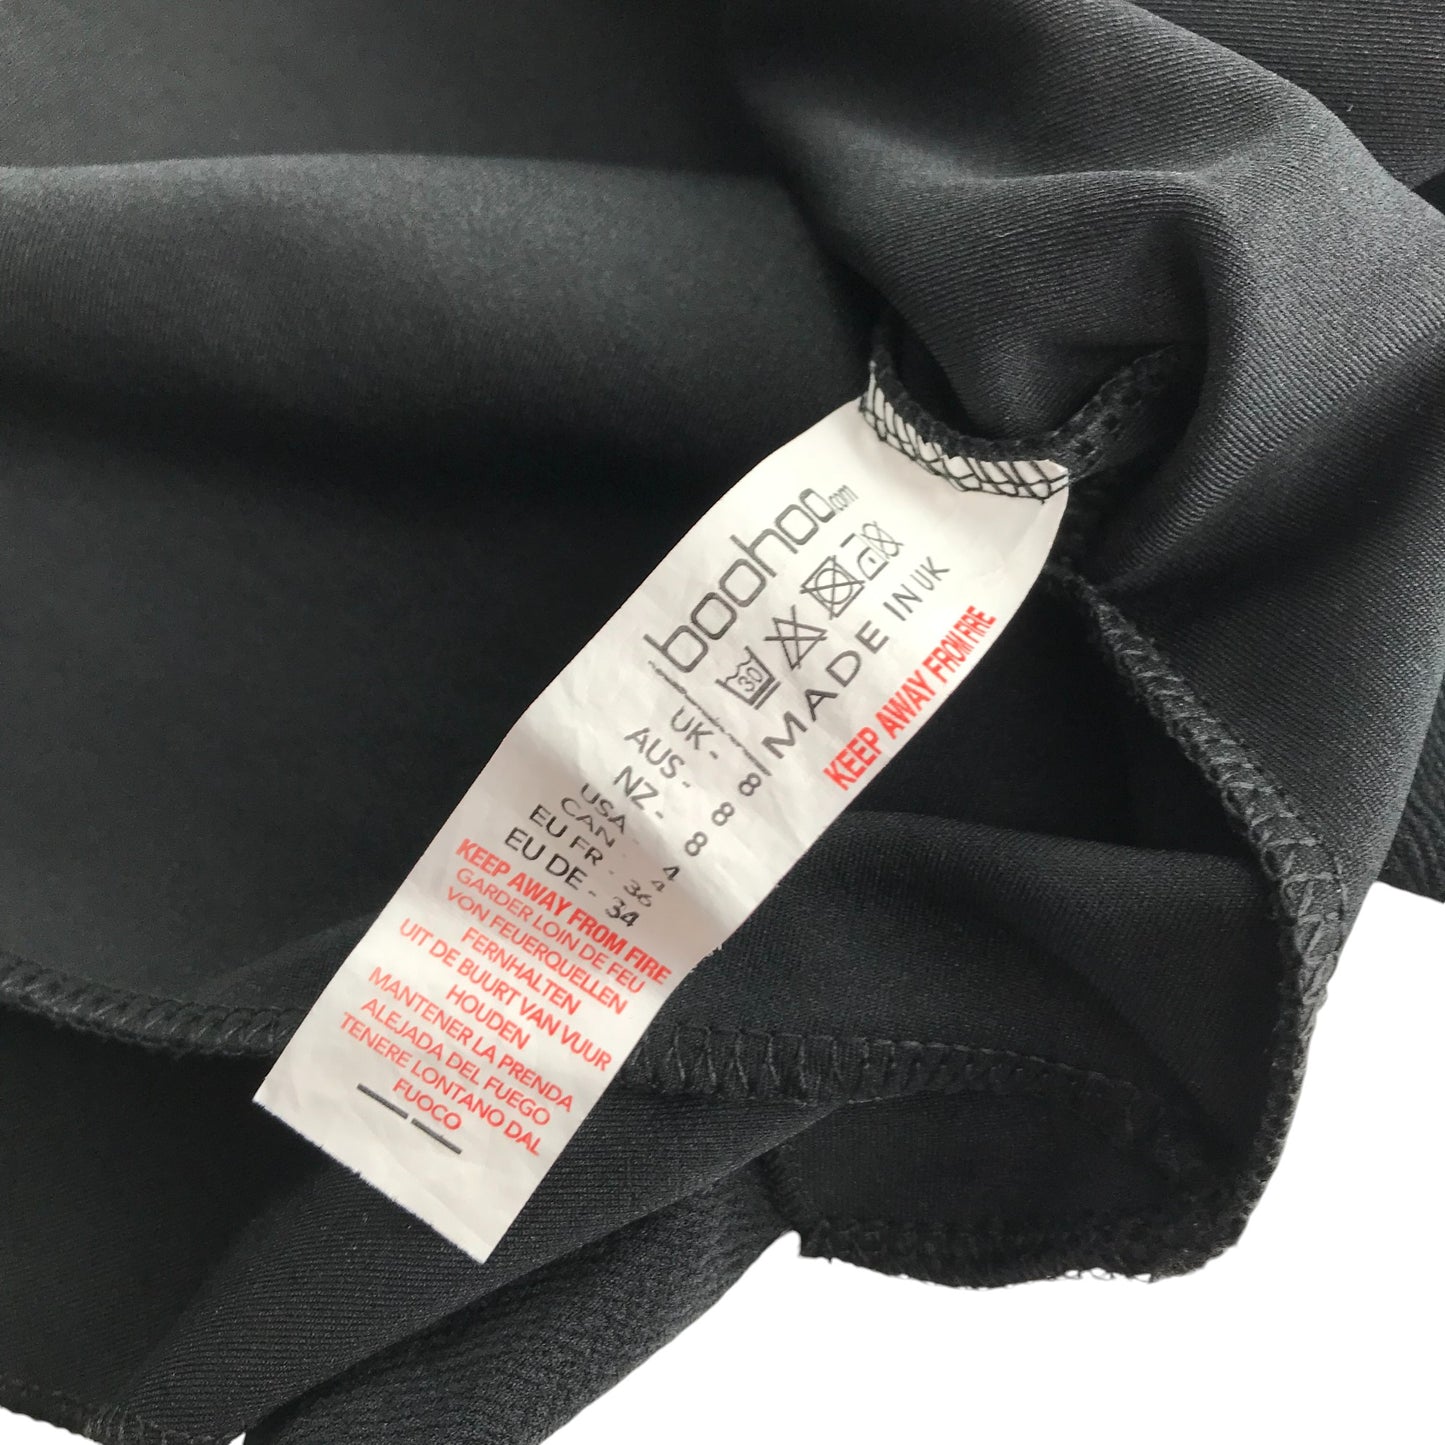 boohoo.com
30
MADE IN UK
KEEP AWAY FROM FIRE
UK - 8
AUS - 8
NZ - 8
USA - 4
CAN - 4
EU FR - 36
EU DE - 34
KEEP AWAY FROM FIRE
GARDER LOIN DE FEU
VON FEUERQUELLEN
FERNHALTEN
UIT DE BUURT VAN VUUR
HOUDEN
MANTENER LA PRENDA
ALEJADA DEL FUEGO
TENERE LONTANO DAL
FUOCO